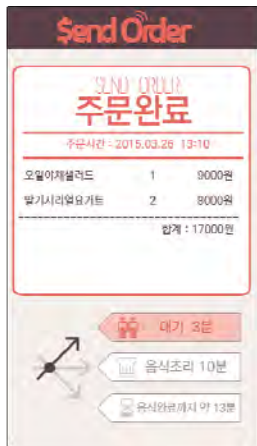 $end Order
SEND ORDER
주문완료
주문시간 : 2015.03.26 13:10
오일야채샐러드 1 9000원
딸기시리얼요거트 2 8000원
합계 : 17000원
대기 3분
음식조리 10분
음식완료까지 약 13분